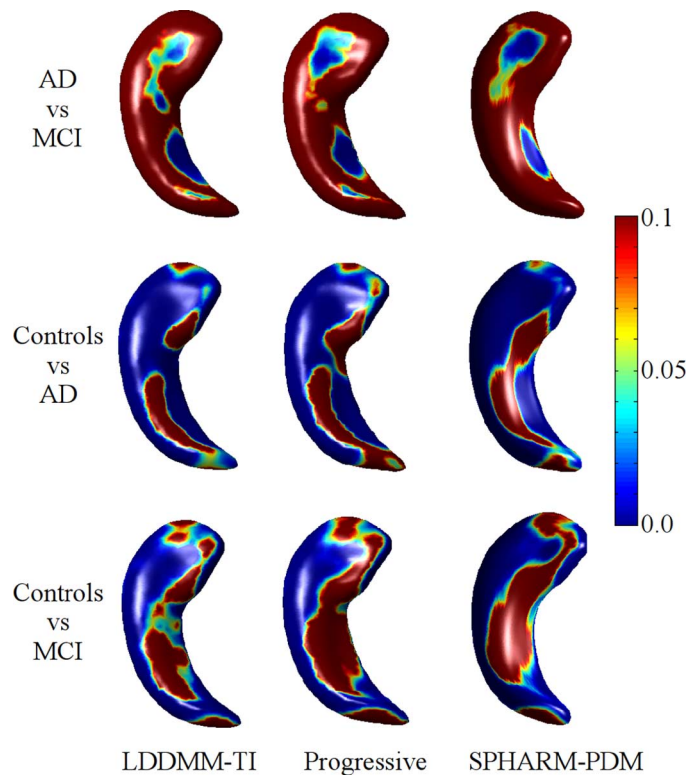 AD
vs
MCI
0.1
Controls
vs
AD
0.05
0.0
Controls
vs
MCI
LDDMM-TI Progressive SPHARM-PDM